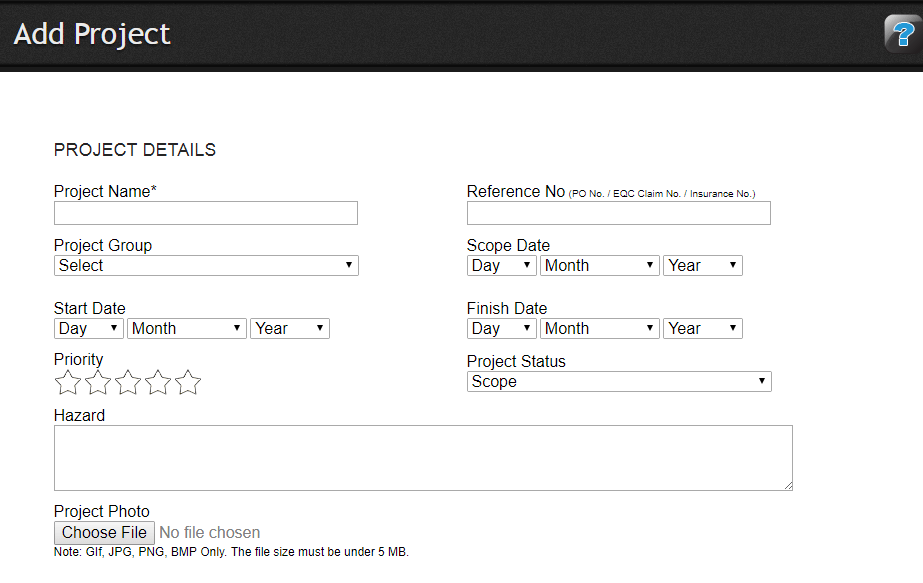 Add Project
?
PROJECT DETAILS
Project Name*
Reference No (PO No. / EQC Claim No. / Insurance No.)
Project Group
Scope Date
Select
Day Month Year
Start Date
Finish Date
Day Month Year
Day Month Year
Priority
Project Status
Scope
Hazard
Project Photo
Choose File No file chosen
Note: GIf, JPG, PNG, BMP Only. The file size must be under 5 MB.